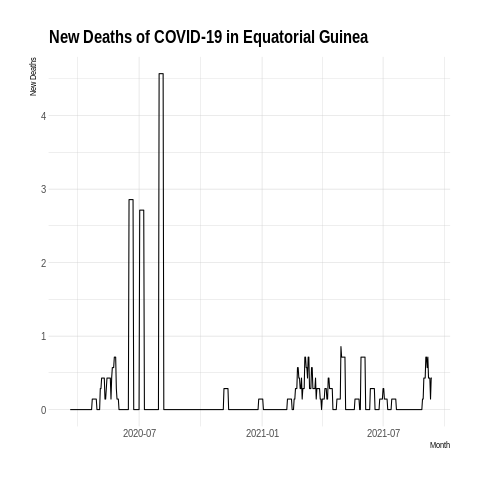 New Deaths of COVID-19 in Equatorial Guinea
New Deaths
4
3
2
1
0
2020-07
2021-01
2021-07
Month